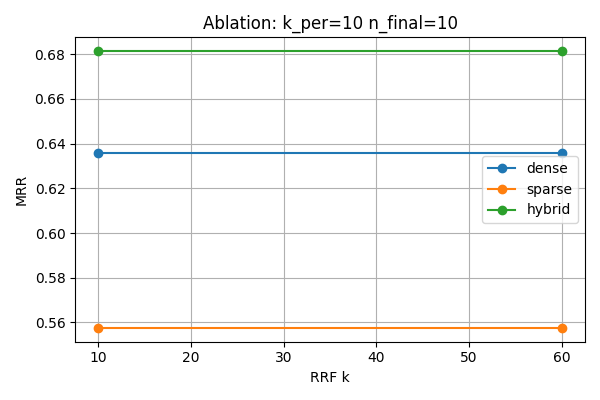 Ablation: k_per=10 n_final=10
MRR
0.68
0.66
0.64
0.62
0.60
0.58
0.56
dense
sparse
hybrid
10 20 30 40 50 60
RRF k